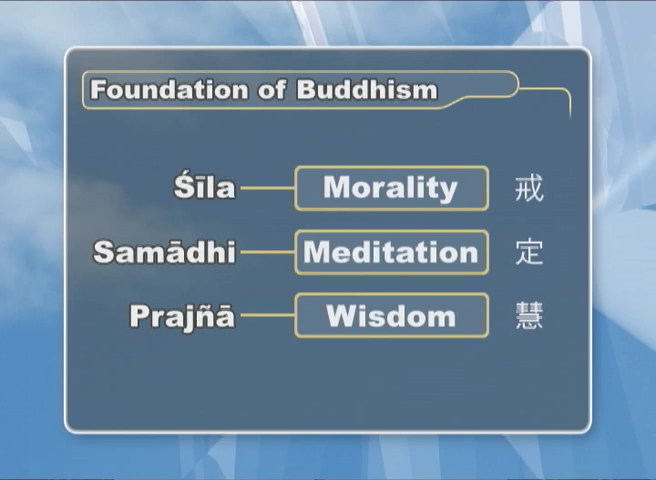 Foundation of Buddhism
Śīla Morality 戒
Samādhi Meditation 定
Prajñā Wisdom 慧